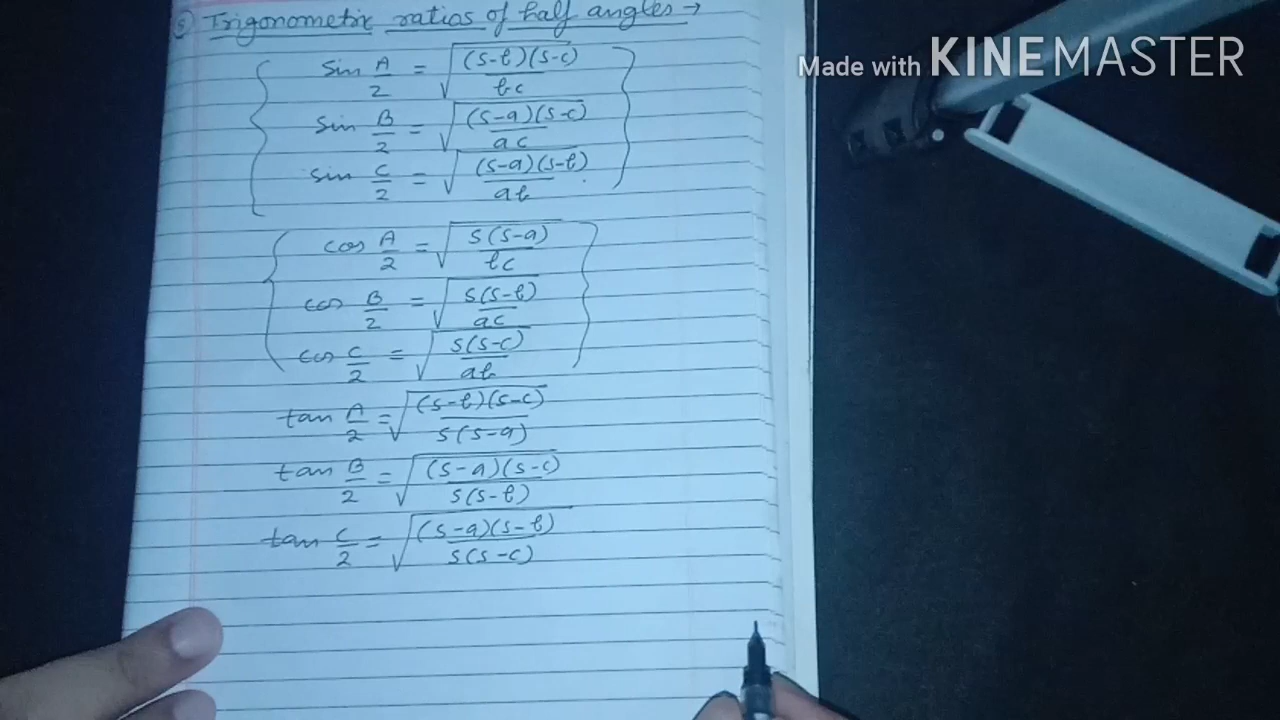 5) Trigonometric ratios of half angles →
sin A/2 = √((s-b)(s-c)/bc)
sin B/2 = √((s-a)(s-c)/ac)
sin C/2 = √((s-a)(s-b)/ab)
cos A/2 = √(s(s-a)/bc)
cos B/2 = √(s(s-b)/ac)
cos C/2 = √(s(s-c)/ab)
tan A/2 = √((s-b)(s-c)/s(s-a))
tan B/2 = √((s-a)(s-c)/s(s-b))
tan C/2 = √((s-a)(s-b)/s(s-c))
Made with KINEMASTER